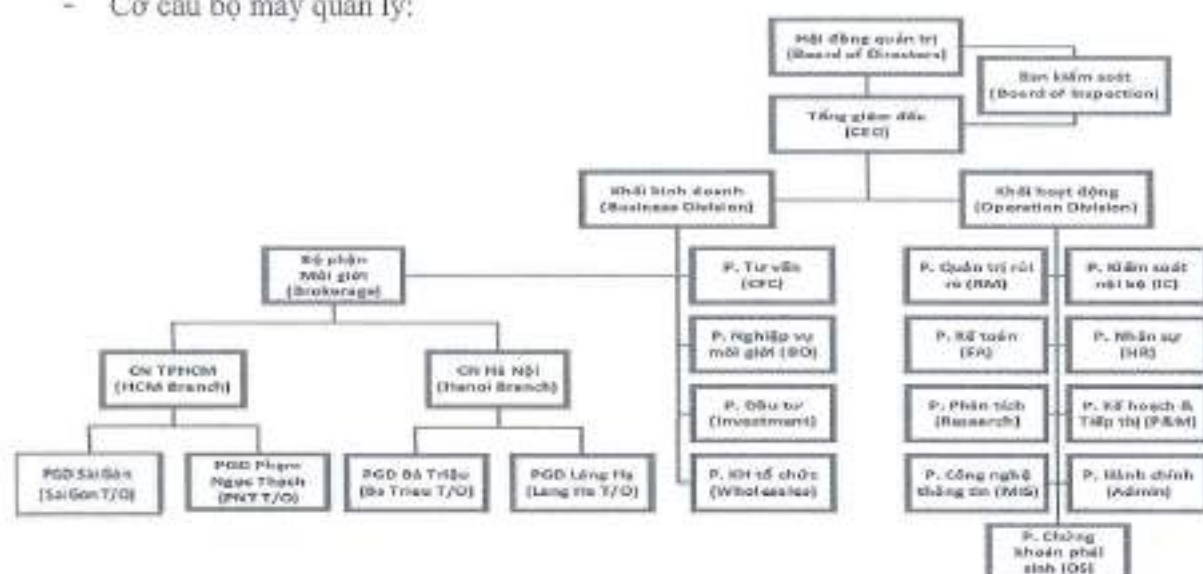 - Cơ cấu bộ máy quản lý:
Hội đồng quản trị
(Board of Directors)
Ban kiểm soát
(Board of Inspection)
Tổng giám đốc
(CEO)
Khối kinh doanh
(Business Division)
Khối hoạt động
(Operation Division)
Bộ phận
Môi giới
(Brokerage)
P. Tư vấn
(CFC)
P. Quản trị rủi
ro (RM)
P. Kiểm soát
nội bộ (IC)
P. Nghiệp vụ
môi giới (BO)
P. Kế toán
(FA)
P. Nhân sự
(HR)
CN TPHCM
(HCM Branch)
CN Hà Nội
(Hanoi Branch)
P. Đầu tư
(Investment)
P. Phân tích
(Research)
P. Kế hoạch &
Tiếp thị (P&M)
PGD Sài Gòn
(Sai Gon T/O)
PGD Phạm
Ngọc Thạch
(PNT T/O)
PGD Bà Triệu
(Ba Trieu T/O)
PGD Láng Hạ
(Lang Ha T/O)
P. KH tổ chức
(Wholesales)
P. Công nghệ
thông tin (MIS)
P. Hành chính
(Admin)
P. Chứng
khoán phái
sinh (DS)